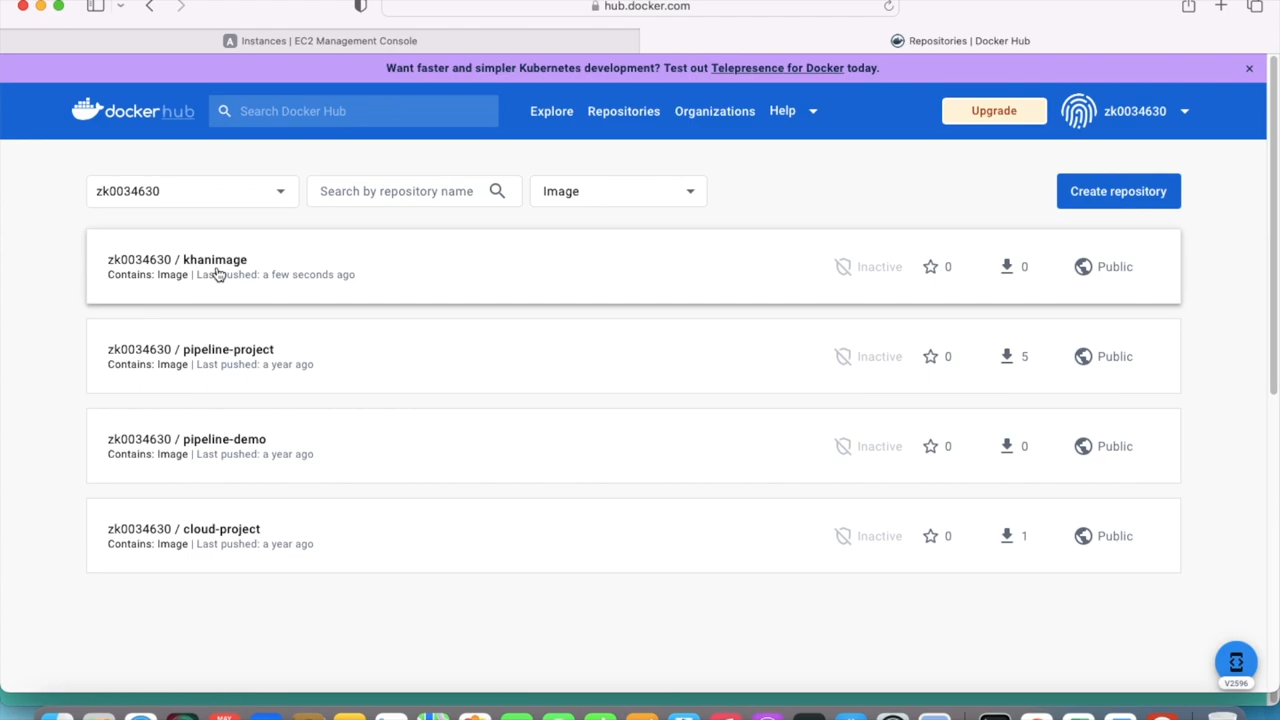 hub.docker.com
Instances | EC2 Management Console
Repositories | Docker Hub
Want faster and simpler Kubernetes development? Test out Telepresence for Docker today.
docker hub
Search Docker Hub
Explore
Repositories
Organizations
Help
Upgrade
zk0034630
zk0034630
Search by repository name
Image
Create repository
zk0034630 / khanimage
Contains: Image | Last pushed: a few seconds ago
Inactive
0
0
Public
zk0034630 / pipeline-project
Contains: Image | Last pushed: a year ago
Inactive
0
5
Public
zk0034630 / pipeline-demo
Contains: Image | Last pushed: a year ago
Inactive
0
0
Public
zk0034630 / cloud-project
Contains: Image | Last pushed: a year ago
Inactive
0
1
Public
V2596
MAY